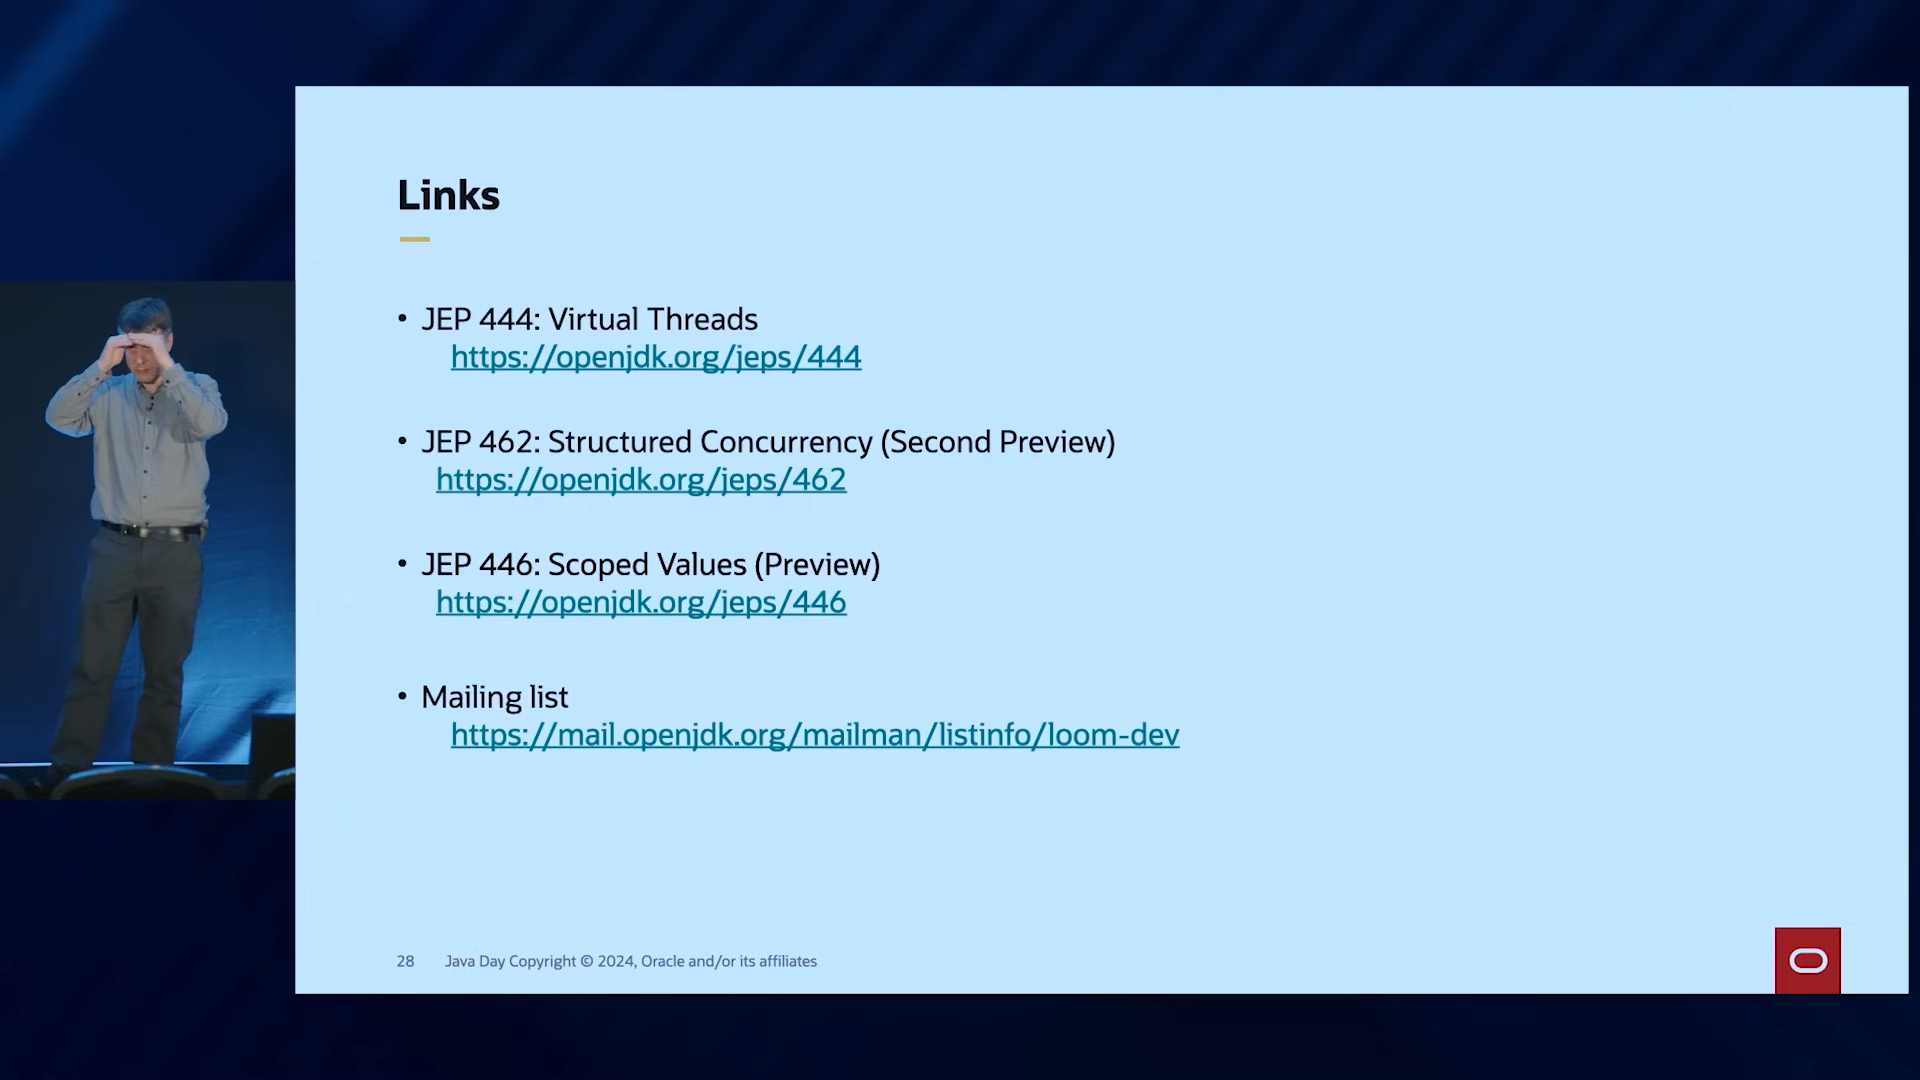 Links
• JEP 444: Virtual Threads
https://openjdk.org/jeps/444
• JEP 462: Structured Concurrency (Second Preview)
https://openjdk.org/jeps/462
• JEP 446: Scoped Values (Preview)
https://openjdk.org/jeps/446
• Mailing list
https://mail.openjdk.org/mailman/listinfo/loom-dev
28 Java Day Copyright © 2024, Oracle and/or its affiliates